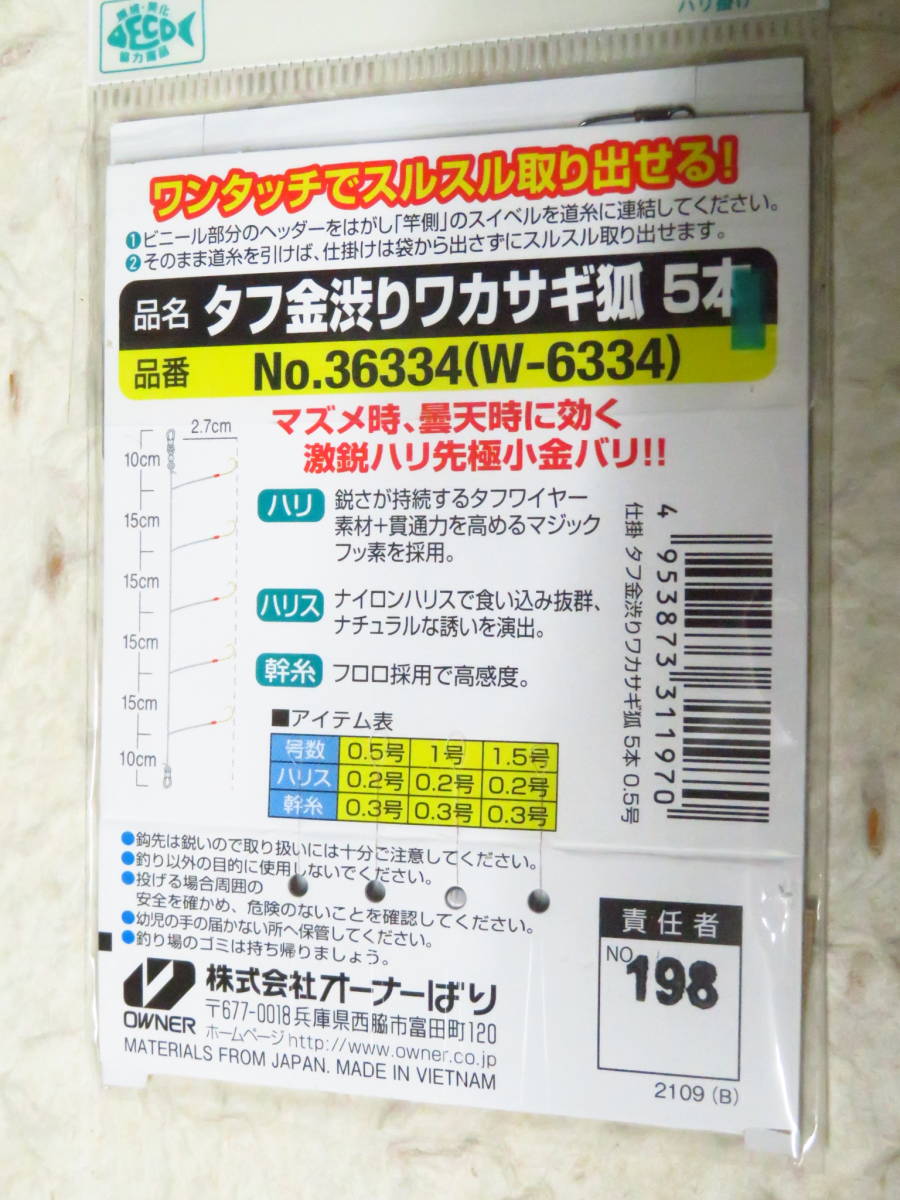 ハリ掛け
環境・美化
ECO
協力商品
ワンタッチでスルスル取り出せる!
❶ビニール部分のヘッダーをはがし「竿側」のスイベルを道糸に連結してください。
❷そのまま道糸を引けば、仕掛けは袋から出さずにスルスル取り出せます。
品名 タフ金渋りワカサギ狐 5本
品番 No.36334(W-6334)
マズメ時、曇天時に効く
激鋭ハリ先極小金バリ!!
2.7cm
10cm
15cm
15cm
15cm
15cm
10cm
ハリ 鋭さが持続するタフワイヤー
素材+貫通力を高めるマジック
フッ素を採用。
ハリス ナイロンハリスで食い込み抜群、
ナチュラルな誘いを演出。
幹糸 フロロ採用で高感度。
■アイテム表
号数 0.5号 1号 1.5号
ハリス 0.2号 0.2号 0.2号
幹糸 0.3号 0.3号 0.3号
仕掛 タフ金渋りワカサギ狐 5本 0.5号
4 953873 311970
●鈎先は鋭いので取り扱いには十分ご注意してください。
●釣り以外の目的に使用しないでください。
●投げる場合周囲の
安全を確かめ、危険のないことを確認してください。
●幼児の手の届かない所へ保管してください。
●釣り場のゴミは持ち帰りましょう。
責任者
NO
198
OWNER
株式会社オーナーばり
〒677-0018兵庫県西脇市富田町120
ホームページhttp://www.owner.co.jp
MATERIALS FROM JAPAN. MADE IN VIETNAM
2109 (B)